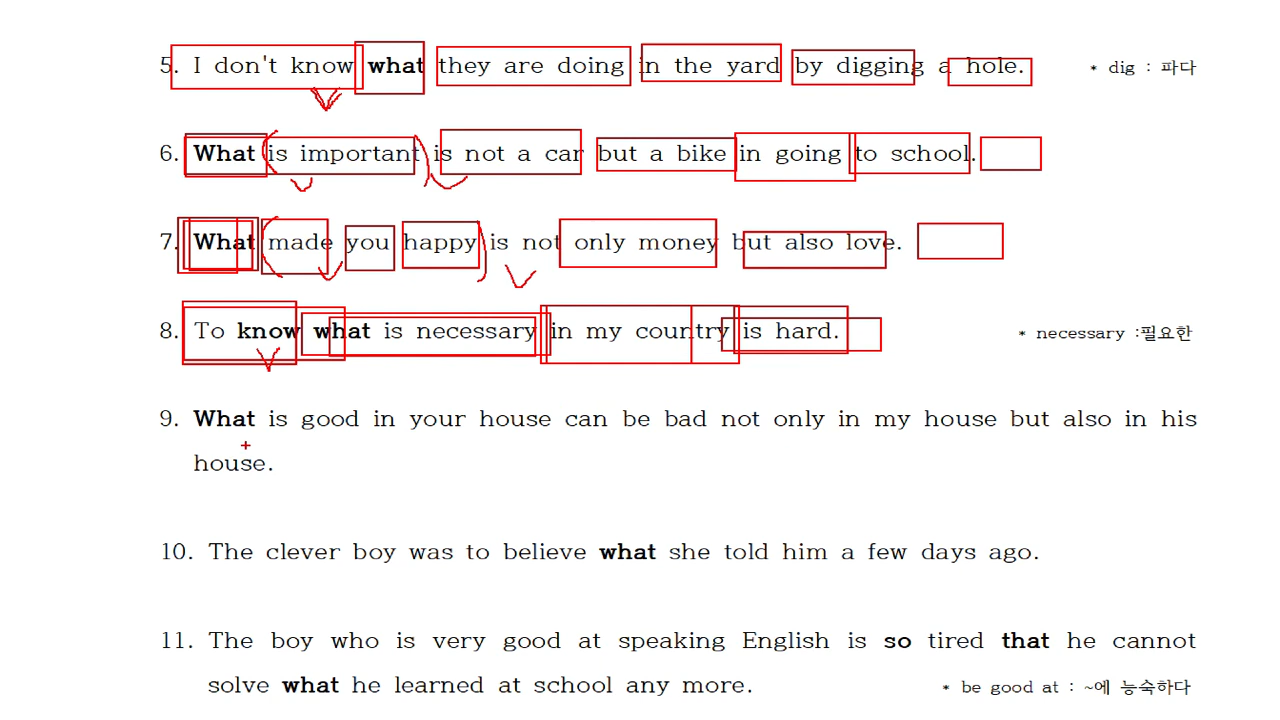 5. I don't know what they are doing in the yard by digging a hole. * dig : 파다
6. What is important is not a car but a bike in going to school.
7. What made you happy is not only money but also love.
8. To know what is necessary in my country is hard. * necessary :필요한
9. What is good in your house can be bad not only in my house but also in his
house.
10. The clever boy was to believe what she told him a few days ago.
11. The boy who is very good at speaking English is so tired that he cannot
solve what he learned at school any more. * be good at : ~에 능숙하다